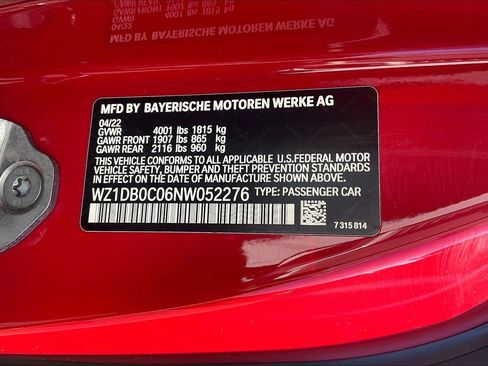 MFD BY BAYERISCHE MOTOREN WERKE AG
04/22
GVWR 4001 lbs 1815 kg
GAWR FRONT 1907 lbs 865 kg
GAWR REAR 2116 lbs 960 kg
THIS VEHICLE CONFORMS TO ALL APPLICABLE U.S.FEDERAL MOTOR
VEHICLE SAFETY, BUMPER, AND THEFT PREVENTION STANDARDS
IN EFFECT ON THE DATE OF MANUFACTURE SHOWN ABOVE.
WZ1DB0C06NW052276 TYPE: PASSENGER CAR
7 315 814